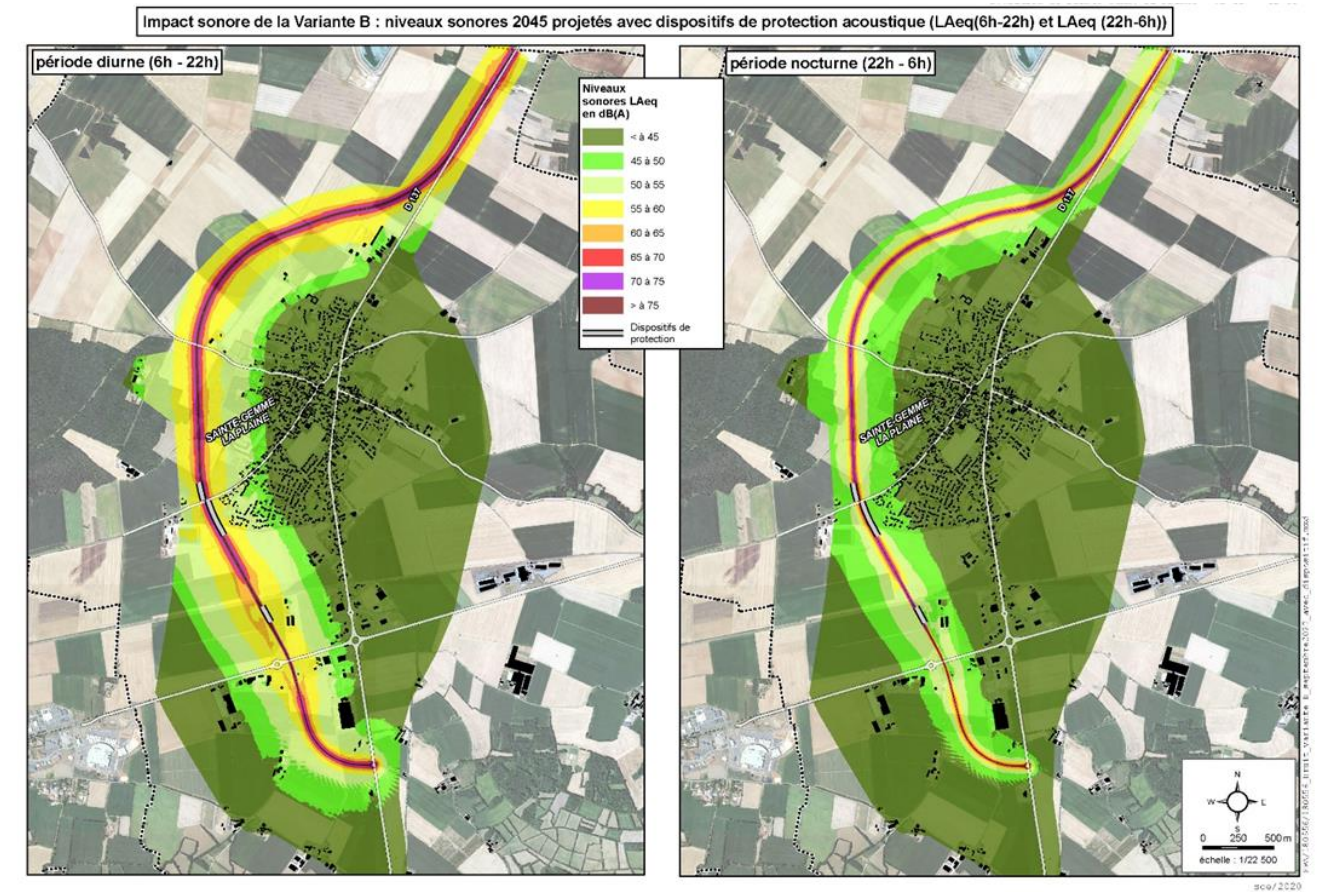 Impact sonore de la Variante B : niveaux sonores 2045 projetés avec dispositifs de protection acoustique (LAeq(6h-22h) et LAeq (22h-6h))
période diurne (6h - 22h)
période nocturne (22h - 6h)
Niveaux
sonores LAeq
en dB(A)
< à 45
45 à 50
50 à 55
55 à 60
60 à 65
65 à 70
70 à 75
> à 75
Dispositifs de
protection
D 137
D 137
SAINTE-GEMME
LA PLAINE
SAINTE-GEMME
LA PLAINE
N
W
E
S
0 250 500m
échelle : 1/22 500
sce/2020